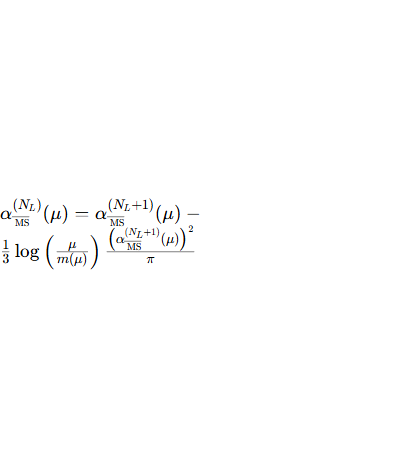 α_{\overline{MS}}^{(N_L)}(μ) = α_{\overline{MS}}^{(N_L+1)}(μ) −
\frac{1}{3} log (\frac{μ}{m(μ)}) \frac{(α_{\overline{MS}}^{(N_L+1)}(μ))^2}{π}